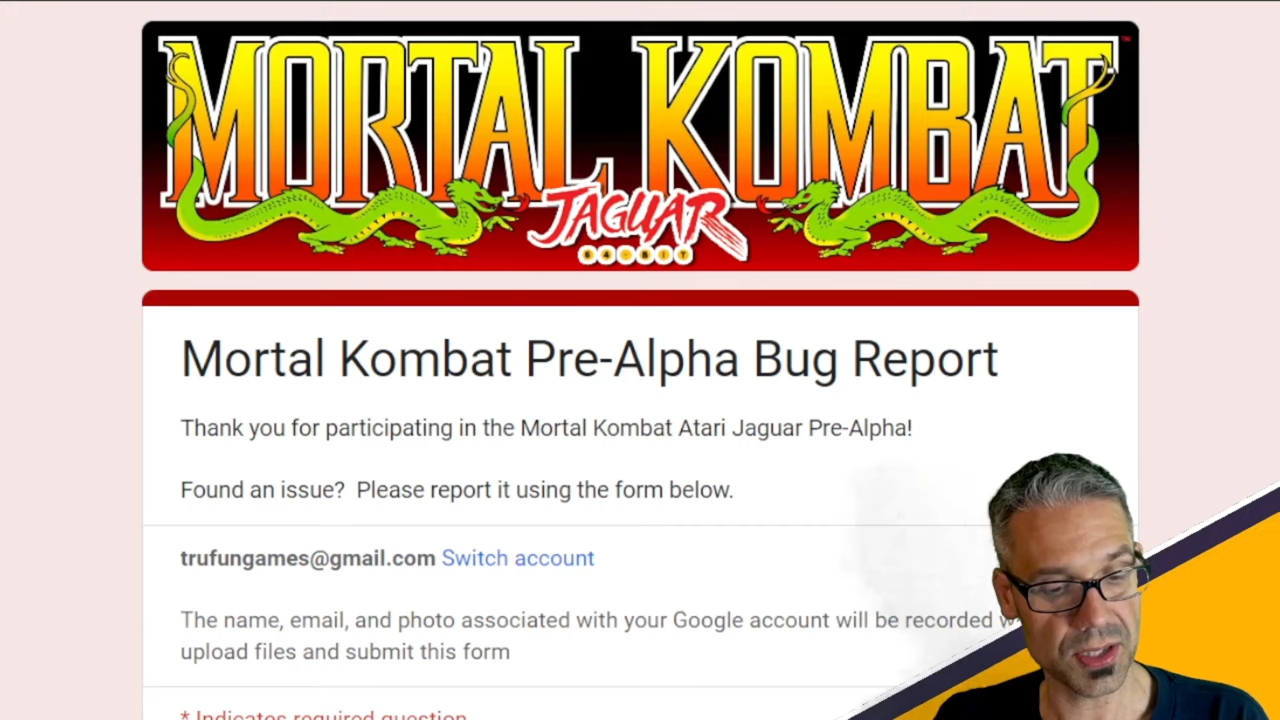 MORTAL KOMBAT™
JAGUAR
64-BIT
Mortal Kombat Pre-Alpha Bug Report
Thank you for participating in the Mortal Kombat Atari Jaguar Pre-Alpha!
Found an issue?  Please report it using the form below.
trufungames@gmail.com Switch account
The name, email, and photo associated with your Google account will be recorded
upload files and submit this form
* Indicates required question